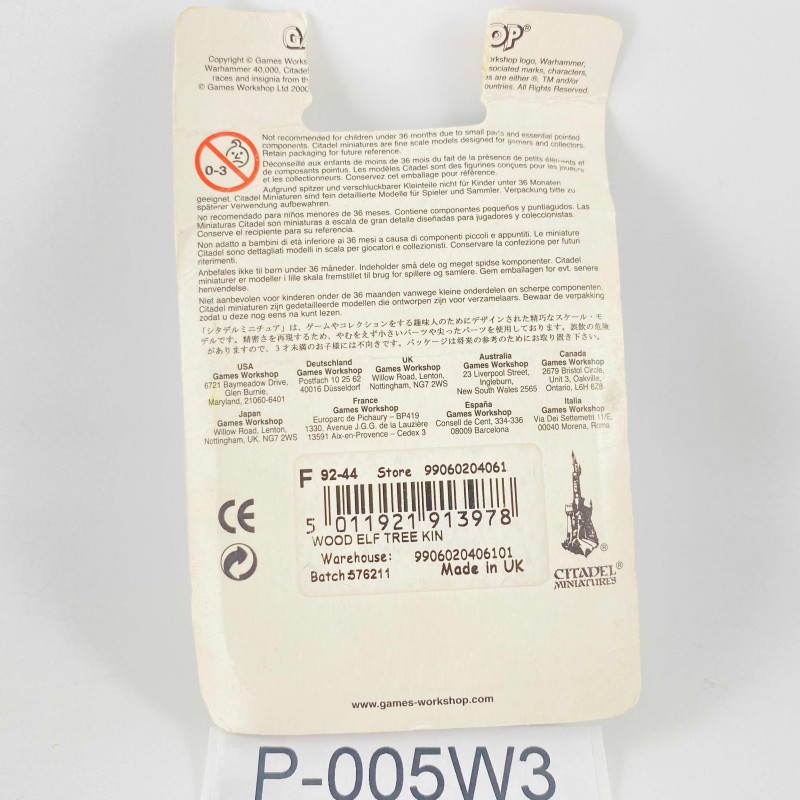 GA OP®
Copyright © Games Works rkshop logo, Warhammer,
Warhammer 40,000, Citade sociated marks, characters,
races and insignia from th es are either ®, TM and/or
© Games Workshop Ltd 2000 ountries. All Rights Reserved.
0-3
Not recommended for children under 36 months due to small parts and essential pointed
components. Citadel miniatures are fine scale models designed for gamers and collectors.
Retain packaging for future reference.
Déconseillé aux enfants de moins de 36 mois du fait de la présence de petits éléments et
de composants pointus. Les modèles Citadel sont des figurines conçues pour les joueurs
et les collectionneurs. Conservez cet emballage pour référence.
Aufgrund spitzer und verschluckbarer Kleinteile nicht für Kinder unter 36 Monaten
geeignet. Citadel Miniaturen sind fein detaillierte Modelle für Spieler und Sammler. Verpackung bitte zu
späterer Verwendung aufbewahren.
No recomendado para niños menores de 36 meses. Contiene componentes pequeños y puntiagudos. Las
Miniaturas Citadel son miniaturas a escala de gran detalle diseñadas para jugadores y coleccionistas.
Conserve el recipiente para su referencia.
Non adatto a bambini di età inferiore ai 36 mesi a causa di componenti piccoli e appuntiti. Le miniature
Citadel sono dettagliati modelli in scala per giocatori e collezionisti. Conservare la confezione per futuri
riferimenti.
Anbefales ikke til børn under 36 måneder. Indeholder små dele og meget spidse komponenter. Citadel
miniaturer er modeller i lille skala fremstillet til brug for spillere og samlere. Gem emballagen for evt. senere
henvendelse.
Niet aanbevolen voor kinderen onder de 36 maanden vanwege kleine onderdelen en scherpe componenten.
Citadel miniatures zijn gedetailleerde modellen die ontworpen zijn voor verzamelaars. Bewaar de verpakking
zodat u deze nog eens na kunt lezen.
「シタデルミニチュア」は、ゲームやコレクションをする趣味人のためにデザインされた精巧なスケール・モ
デルです。精密さを再現するため、やむをえず小さいパーツや尖ったパーツを使用しております。誤飲の危険
がありますので、3才未満のお子様には不向きです。パッケージは将来の参考のためにお取り置き下さい。
USA
Games Workshop
6721 Baymeadow Drive,
Glen Burnie,
Maryland, 21060-6401
Deutschland
Games Workshop
Postfach 10 25 62
40016 Düsseldorf
UK
Games Workshop
Willow Road, Lenton,
Nottingham, NG7 2WS
Australia
Games Workshop
23 Liverpool Street,
Ingleburn,
New South Wales 2565
Canada
Games Workshop
2679 Bristol Circle,
Unit 3, Oakville,
Ontario, L6H 6Z8
Japan
Games Workshop
Willow Road, Lenton,
Nottingham, UK. NG7 2WS
France
Games Workshop
Europarc de Pichaury – BP419
1330, Avenue J.G.G. de la Lauzière
13591 Aix-en-Provence – Cedex 3
España
Games Workshop
Consell de Cent, 334-336
08009 Barcelona
Italia
Games Workshop
Via Dei Settemetri 11/E,
00040 Morena, Roma
F 92-44 Store 99060204061
5 011921 913978
WOOD ELF TREE KIN
Warehouse: 9906020406101
Batch:576211 Made in UK
CE
CITADEL®
MINIATURES
®
www.games-workshop.com
P-005W3